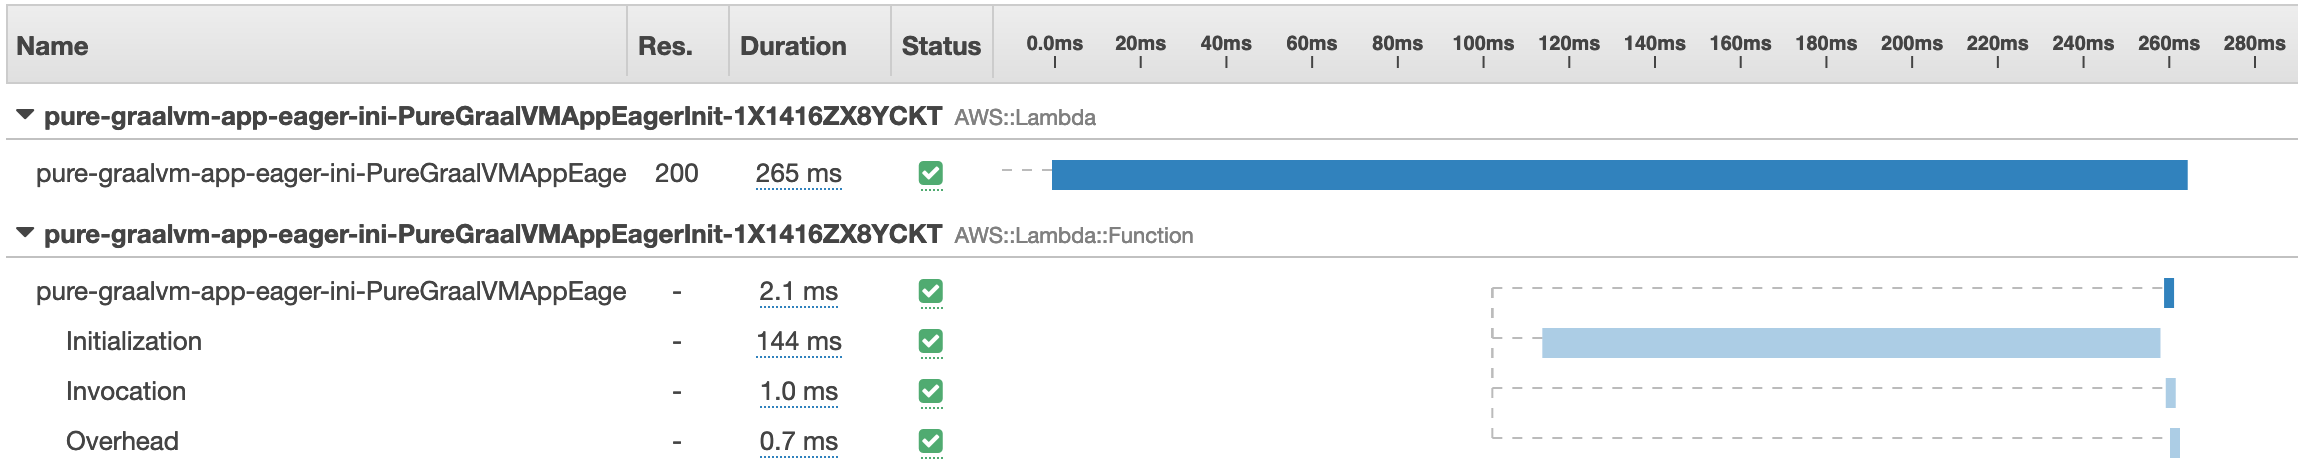 Name Res. Duration Status 0.0ms 20ms 40ms 60ms 80ms 100ms 120ms 140ms 160ms 180ms 200ms 220ms 240ms 260ms 280ms
pure-graalvm-app-eager-ini-PureGraalVMAppEagerInit-1X1416ZX8YCKT AWS::Lambda
pure-graalvm-app-eager-ini-PureGraalVMAppEage 200 265 ms
pure-graalvm-app-eager-ini-PureGraalVMAppEagerInit-1X1416ZX8YCKT AWS::Lambda::Function
pure-graalvm-app-eager-ini-PureGraalVMAppEage - 2.1 ms
Initialization - 144 ms
Invocation - 1.0 ms
Overhead - 0.7 ms